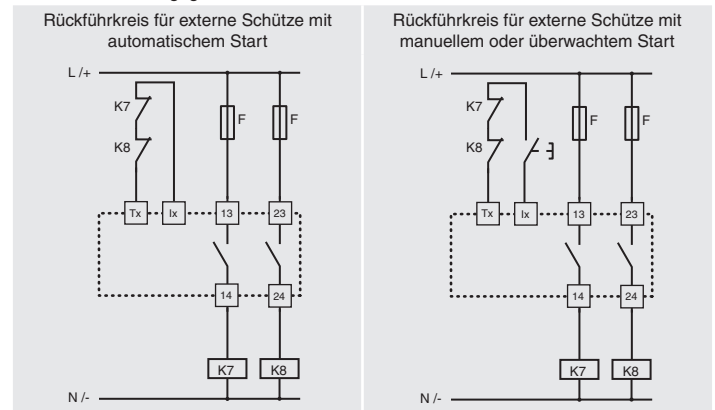 Rückführkreis für externe Schütze mit
automatischem Start
L /+
K7
K8
F
F
Tx
Ix
13
23
14
24
K7
K8
N /-
Rückführkreis für externe Schütze mit
manuellem oder überwachtem Start
L /+
K7
K8
F
F
Tx
Ix
13
23
14
24
K7
K8
N /-